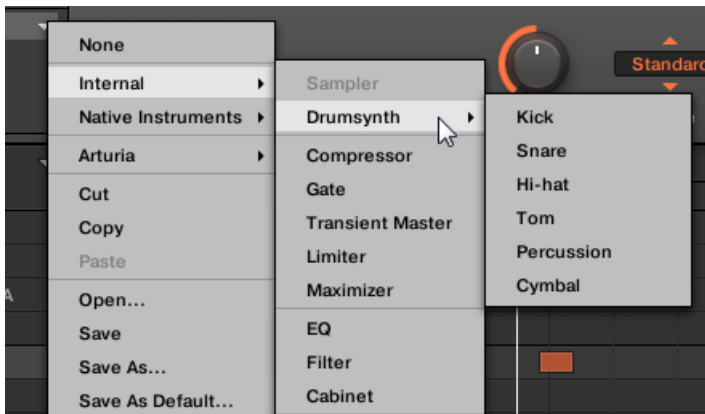 None
Internal
Native Instruments
Arturia
Cut
Copy
Paste
Open...
Save
Save As...
Save As Default...
Sampler
Drumsynth
Compressor
Gate
Transient Master
Limiter
Maximizer
EQ
Filter
Cabinet
Kick
Snare
Hi-hat
Tom
Percussion
Cymbal
Standard
A